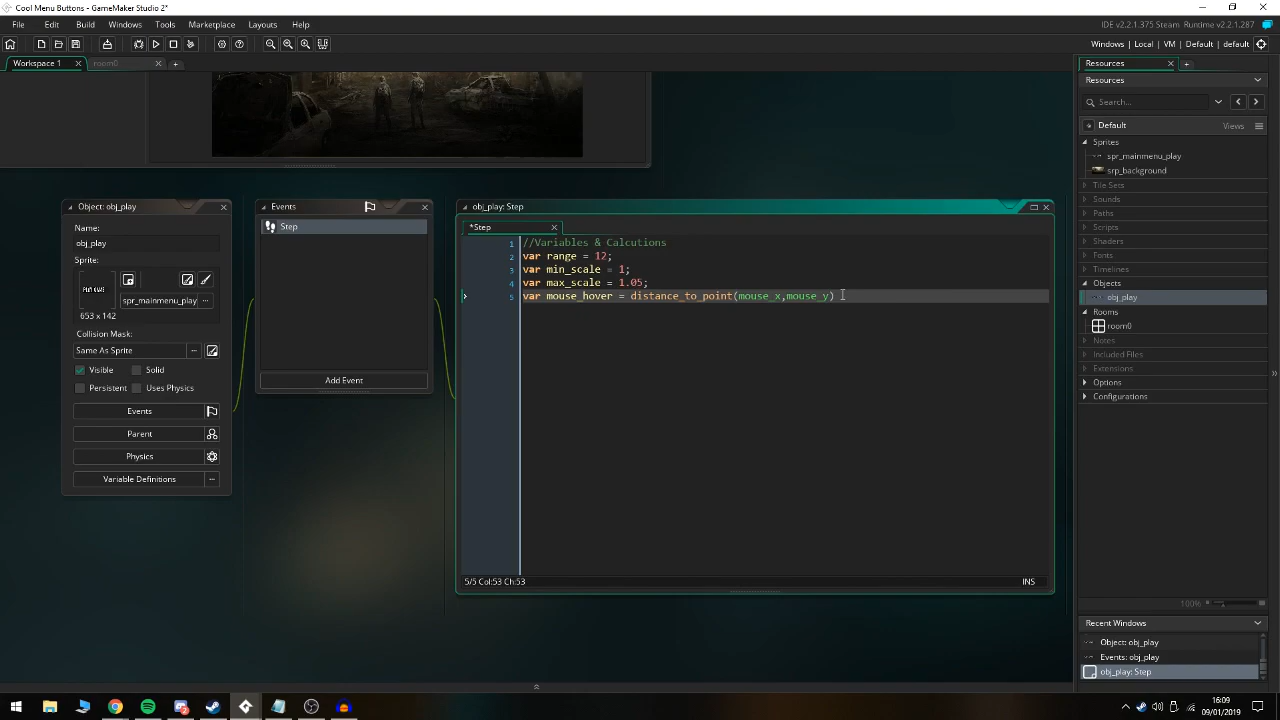 Cool Menu Buttons - GameMaker Studio 2*
File Edit Build Windows Tools Marketplace Layouts Help
IDE v2.2.1.375 Steam Runtime v2.2.1.287
Windows | Local | VM | Default | default
Workspace 1
room0
Resources
Resources
Search...
Default
Views
Sprites
spr_mainmenu_play
srp_background
Tile Sets
Sounds
Paths
Scripts
Shaders
Fonts
Timelines
Objects
obj_play
Rooms
room0
Notes
Included Files
Extensions
Options
Configurations
100%
Recent Windows
Object: obj_play
Events: obj_play
obj_play: Step
Object: obj_play
Name:
obj_play
Sprite:
PLAY GAME
spr_mainmenu_play
653 x 142
Collision Mask:
Same As Sprite
Visible
Solid
Persistent
Uses Physics
Events
Parent
Physics
Variable Definitions
Events
Step
Add Event
obj_play: Step
*Step
1 //Variables & Calcutions
2 var range = 12;
3 var min_scale = 1;
4 var max_scale = 1.05;
5 var mouse_hover = distance_to_point(mouse_x,mouse_y)
5/5 Col:53 Ch:53
INS
16:09
09/01/2019